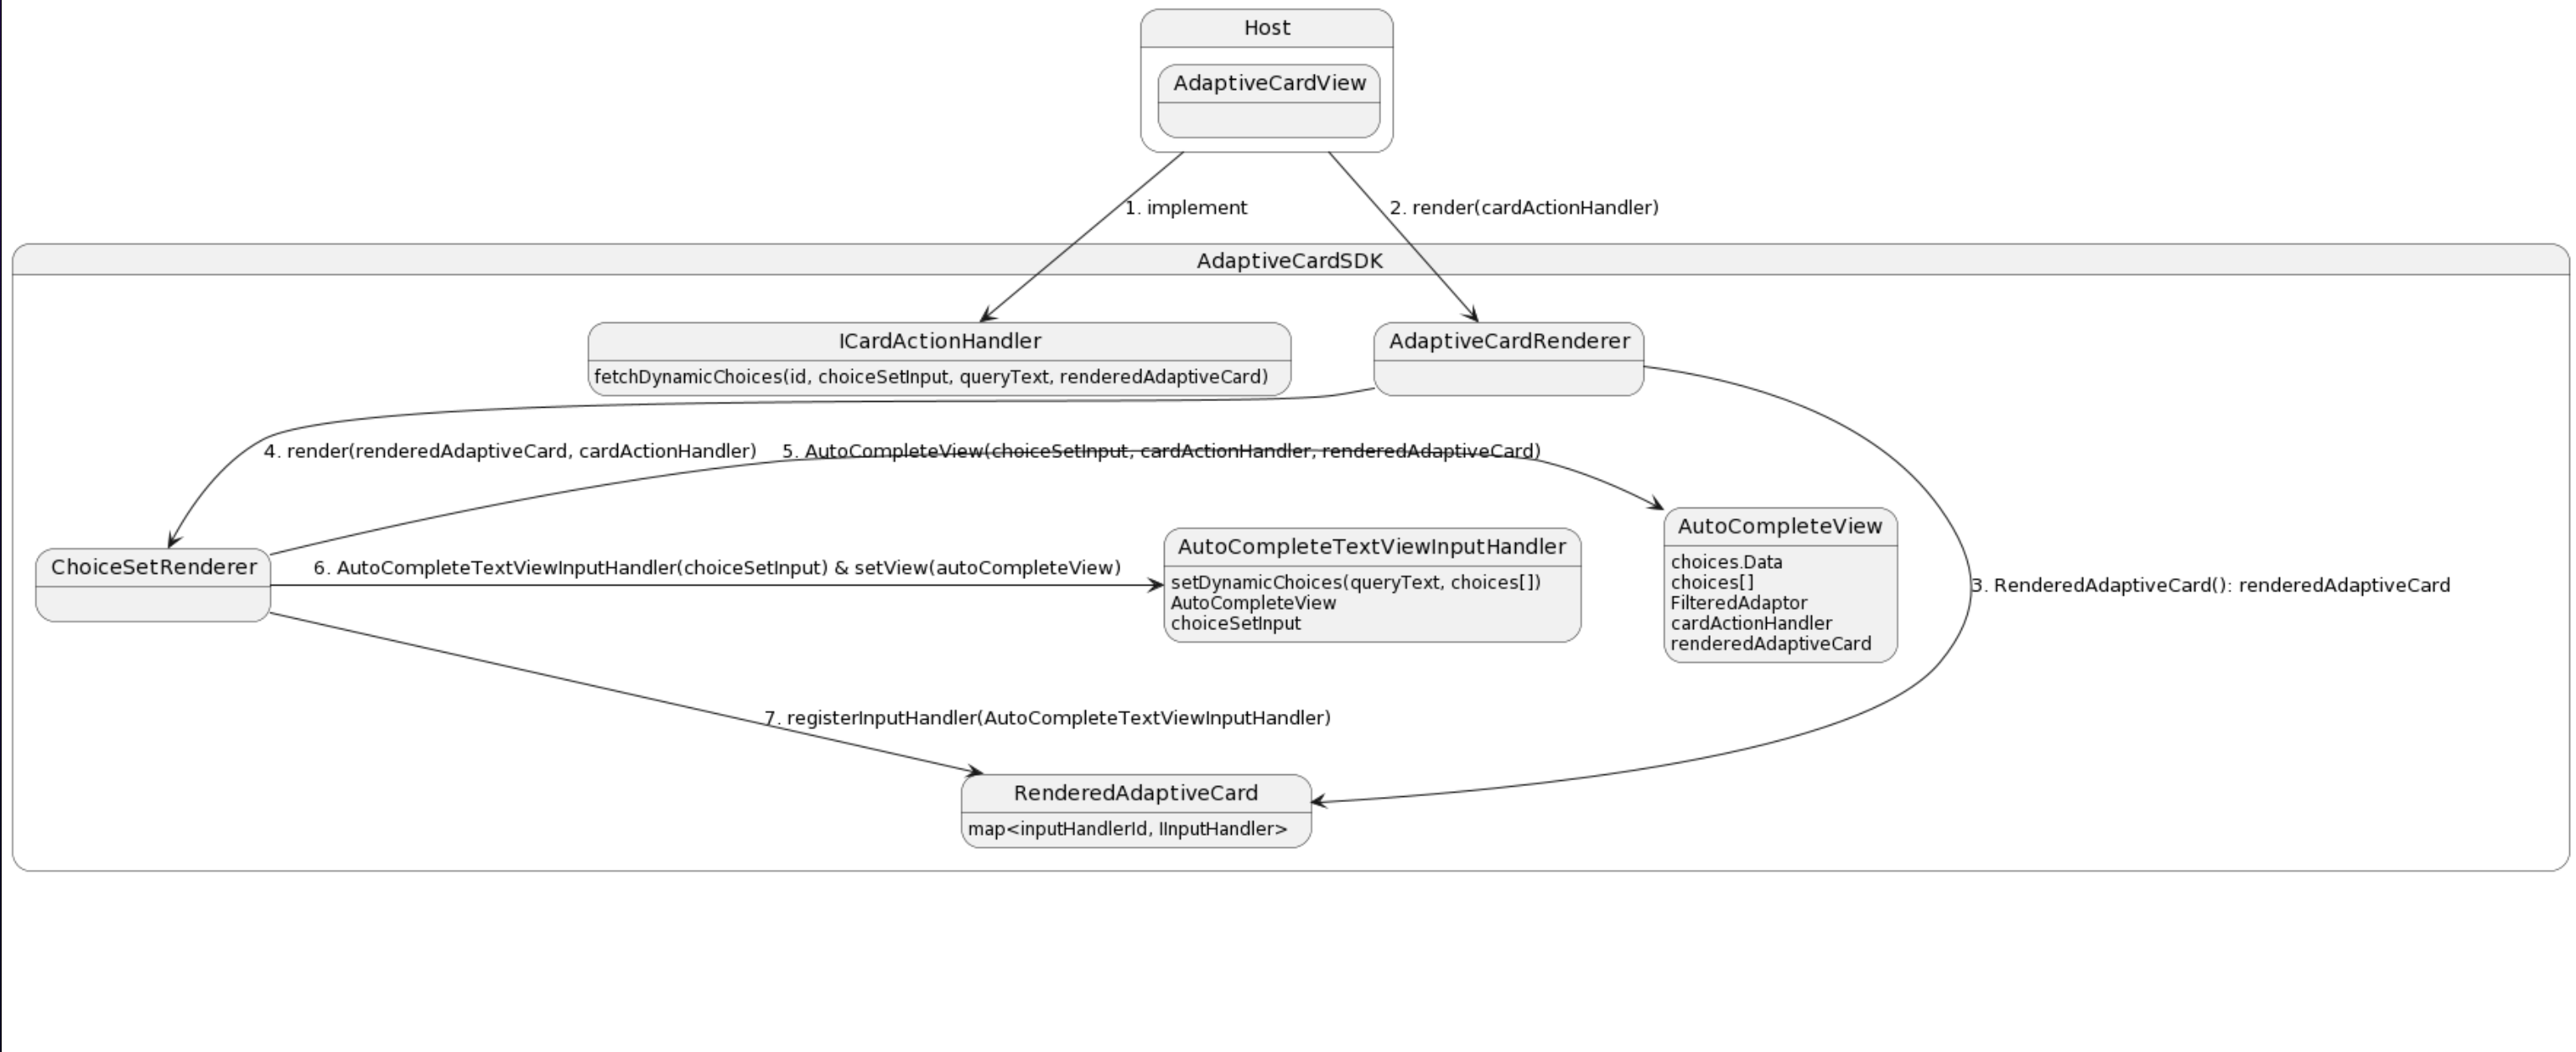 Host
AdaptiveCardView
1. implement
2. render(cardActionHandler)
AdaptiveCardSDK
ICardActionHandler
fetchDynamicChoices(id, choiceSetInput, queryText, renderedAdaptiveCard)
AdaptiveCardRenderer
4. render(renderedAdaptiveCard, cardActionHandler)
5. AutoCompleteView(choiceSetInput, cardActionHandler, renderedAdaptiveCard)
ChoiceSetRenderer
6. AutoCompleteTextViewInputHandler(choiceSetInput) & setView(autoCompleteView)
AutoCompleteTextViewInputHandler
setDynamicChoices(queryText, choices[])
AutoCompleteView
choiceSetInput
AutoCompleteView
choices.Data
choices[]
FilteredAdaptor
cardActionHandler
renderedAdaptiveCard
3. RenderedAdaptiveCard(): renderedAdaptiveCard
7. registerInputHandler(AutoCompleteTextViewInputHandler)
RenderedAdaptiveCard
map<inputHandlerId, IInputHandler>